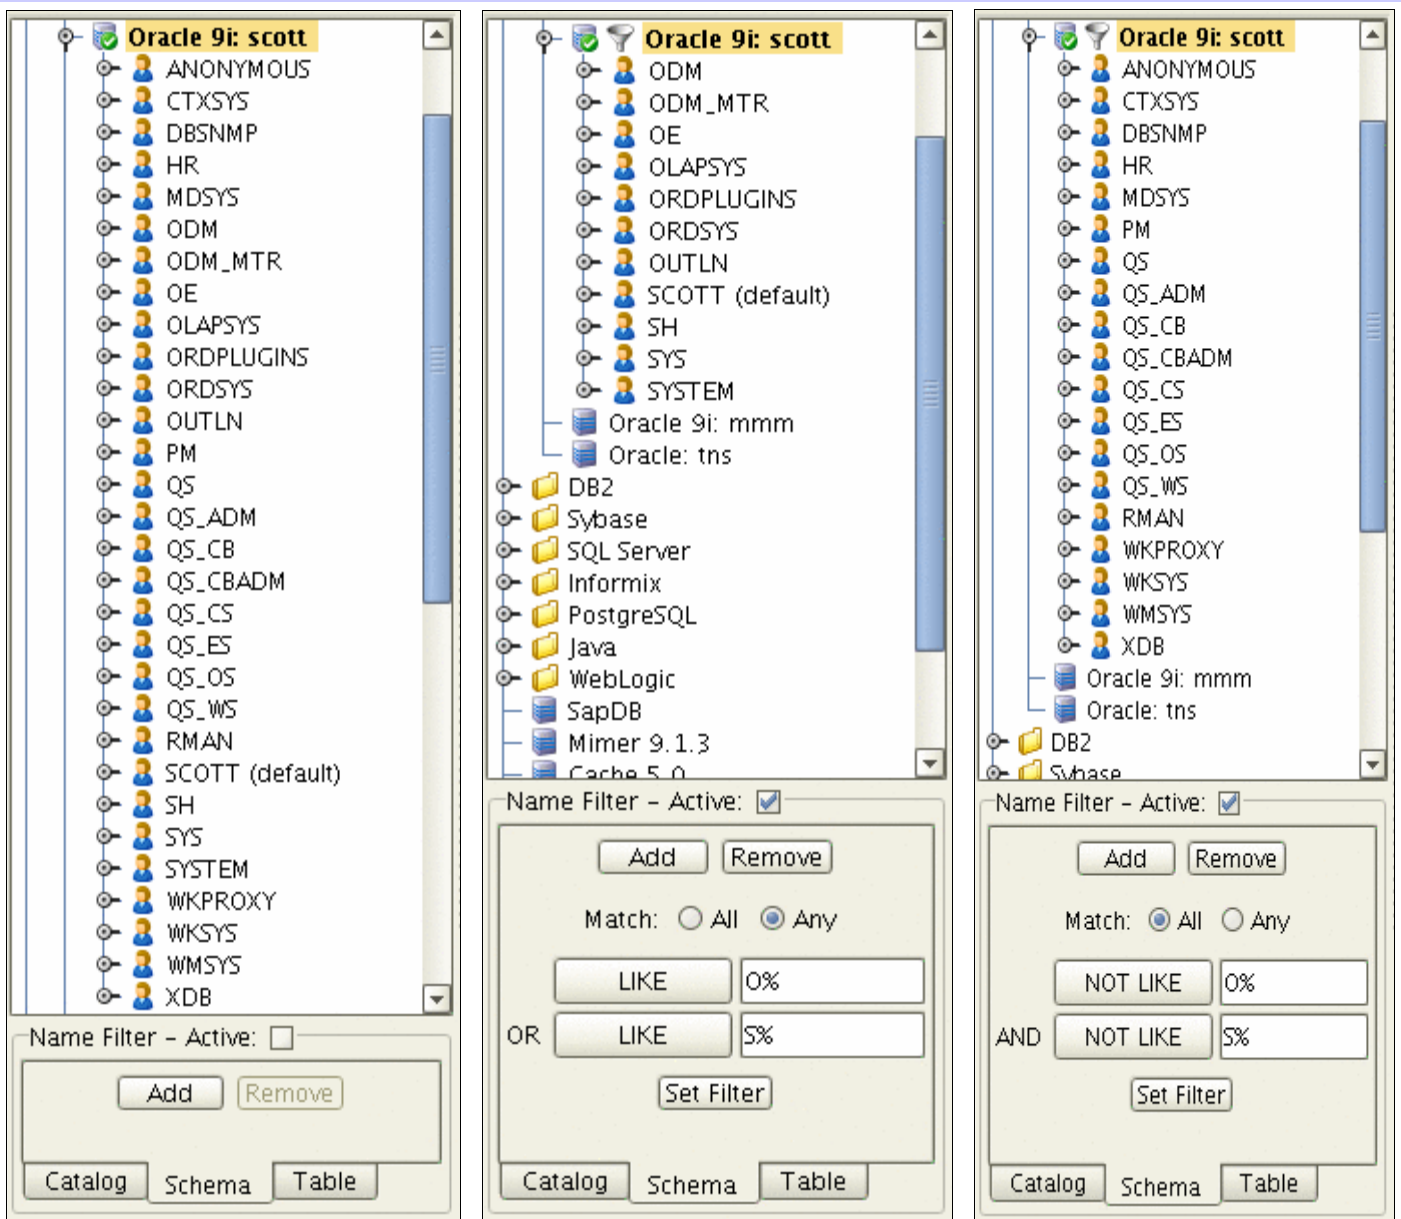 Oracle 9i: scott
ANONYMOUS
CTXSYS
DBSNMP
HR
MDSYS
ODM
ODM_MTR
OE
OLAPSYS
ORDPLUGINS
ORDSYS
OUTLN
PM
QS
QS_ADM
QS_CB
QS_CBADM
QS_CS
QS_ES
QS_OS
QS_WS
RMAN
SCOTT (default)
SH
SYS
SYSTEM
WKPROXY
WKSYS
WMSYS
XDB
Name Filter - Active:
Add Remove
Catalog Schema Table
Oracle 9i: scott
ODM
ODM_MTR
OE
OLAPSYS
ORDPLUGINS
ORDSYS
OUTLN
SCOTT (default)
SH
SYS
SYSTEM
Oracle 9i: mmm
Oracle: tns
DB2
Sybase
SQL Server
Informix
PostgreSQL
Java
WebLogic
SapDB
Mimer 9.1.3
Cache 5.0
Name Filter - Active:
Add Remove
Match: All Any
LIKE O%
OR LIKE S%
Set Filter
Catalog Schema Table
Oracle 9i: scott
ANONYMOUS
CTXSYS
DBSNMP
HR
MDSYS
PM
QS
QS_ADM
QS_CB
QS_CBADM
QS_CS
QS_ES
QS_OS
QS_WS
RMAN
WKPROXY
WKSYS
WMSYS
XDB
Oracle 9i: mmm
Oracle: tns
DB2
Sybase
Name Filter - Active:
Add Remove
Match: All Any
NOT LIKE O%
AND NOT LIKE S%
Set Filter
Catalog Schema Table